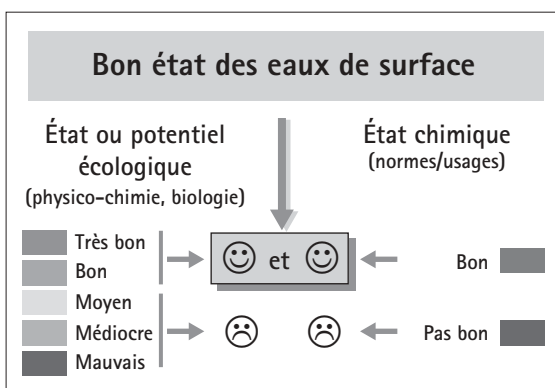 Bon état des eaux de surface
État ou potentiel
écologique
(physico-chimie, biologie)
État chimique
(normes/usages)
Très bon
Bon
Moyen
Médiocre
Mauvais
et
Bon
Pas bon